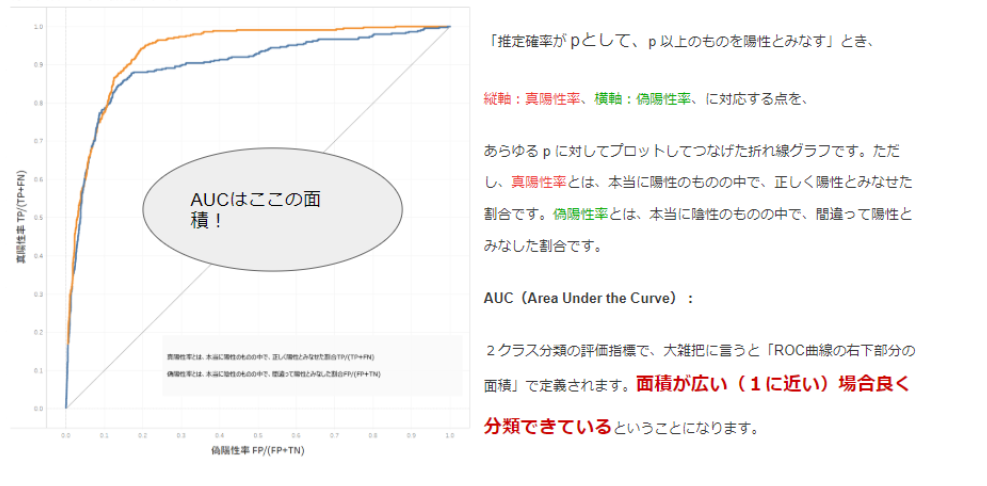 1.0
0.9
0.8
0.7
0.6
0.5
0.4
0.3
0.2
0.1
0.0
真陽性率 TP/(TP+FN)
AUCはここの面
積！
真陽性率とは、本当に陽性のものの中で、正しく陽性とみなせた割合TP/(TP+FN)
偽陽性率とは、本当に陰性のものの中で、間違って陽性とみなした割合FP/(FP+TN)
0.0 0.1 0.2 0.3 0.4 0.5 0.6 0.7 0.8 0.9 1.0
偽陽性率 FP/(FP+TN)
「推定確率が pとして、p 以上のものを陽性とみなす」とき、
縦軸：真陽性率、横軸：偽陽性率、に対応する点を、
あらゆる p に対してプロットしてつなげた折れ線グラフです。ただ
し、真陽性率とは、本当に陽性のものの中で、正しく陽性とみなせた
割合です。偽陽性率とは、本当に陰性のものの中で、間違って陽性と
みなした割合です。
AUC（Area Under the Curve）：
２クラス分類の評価指標で、大雑把に言うと「ROC曲線の右下部分の
面積」で定義されます。面積が広い（１に近い）場合良く
分類できているということになります。